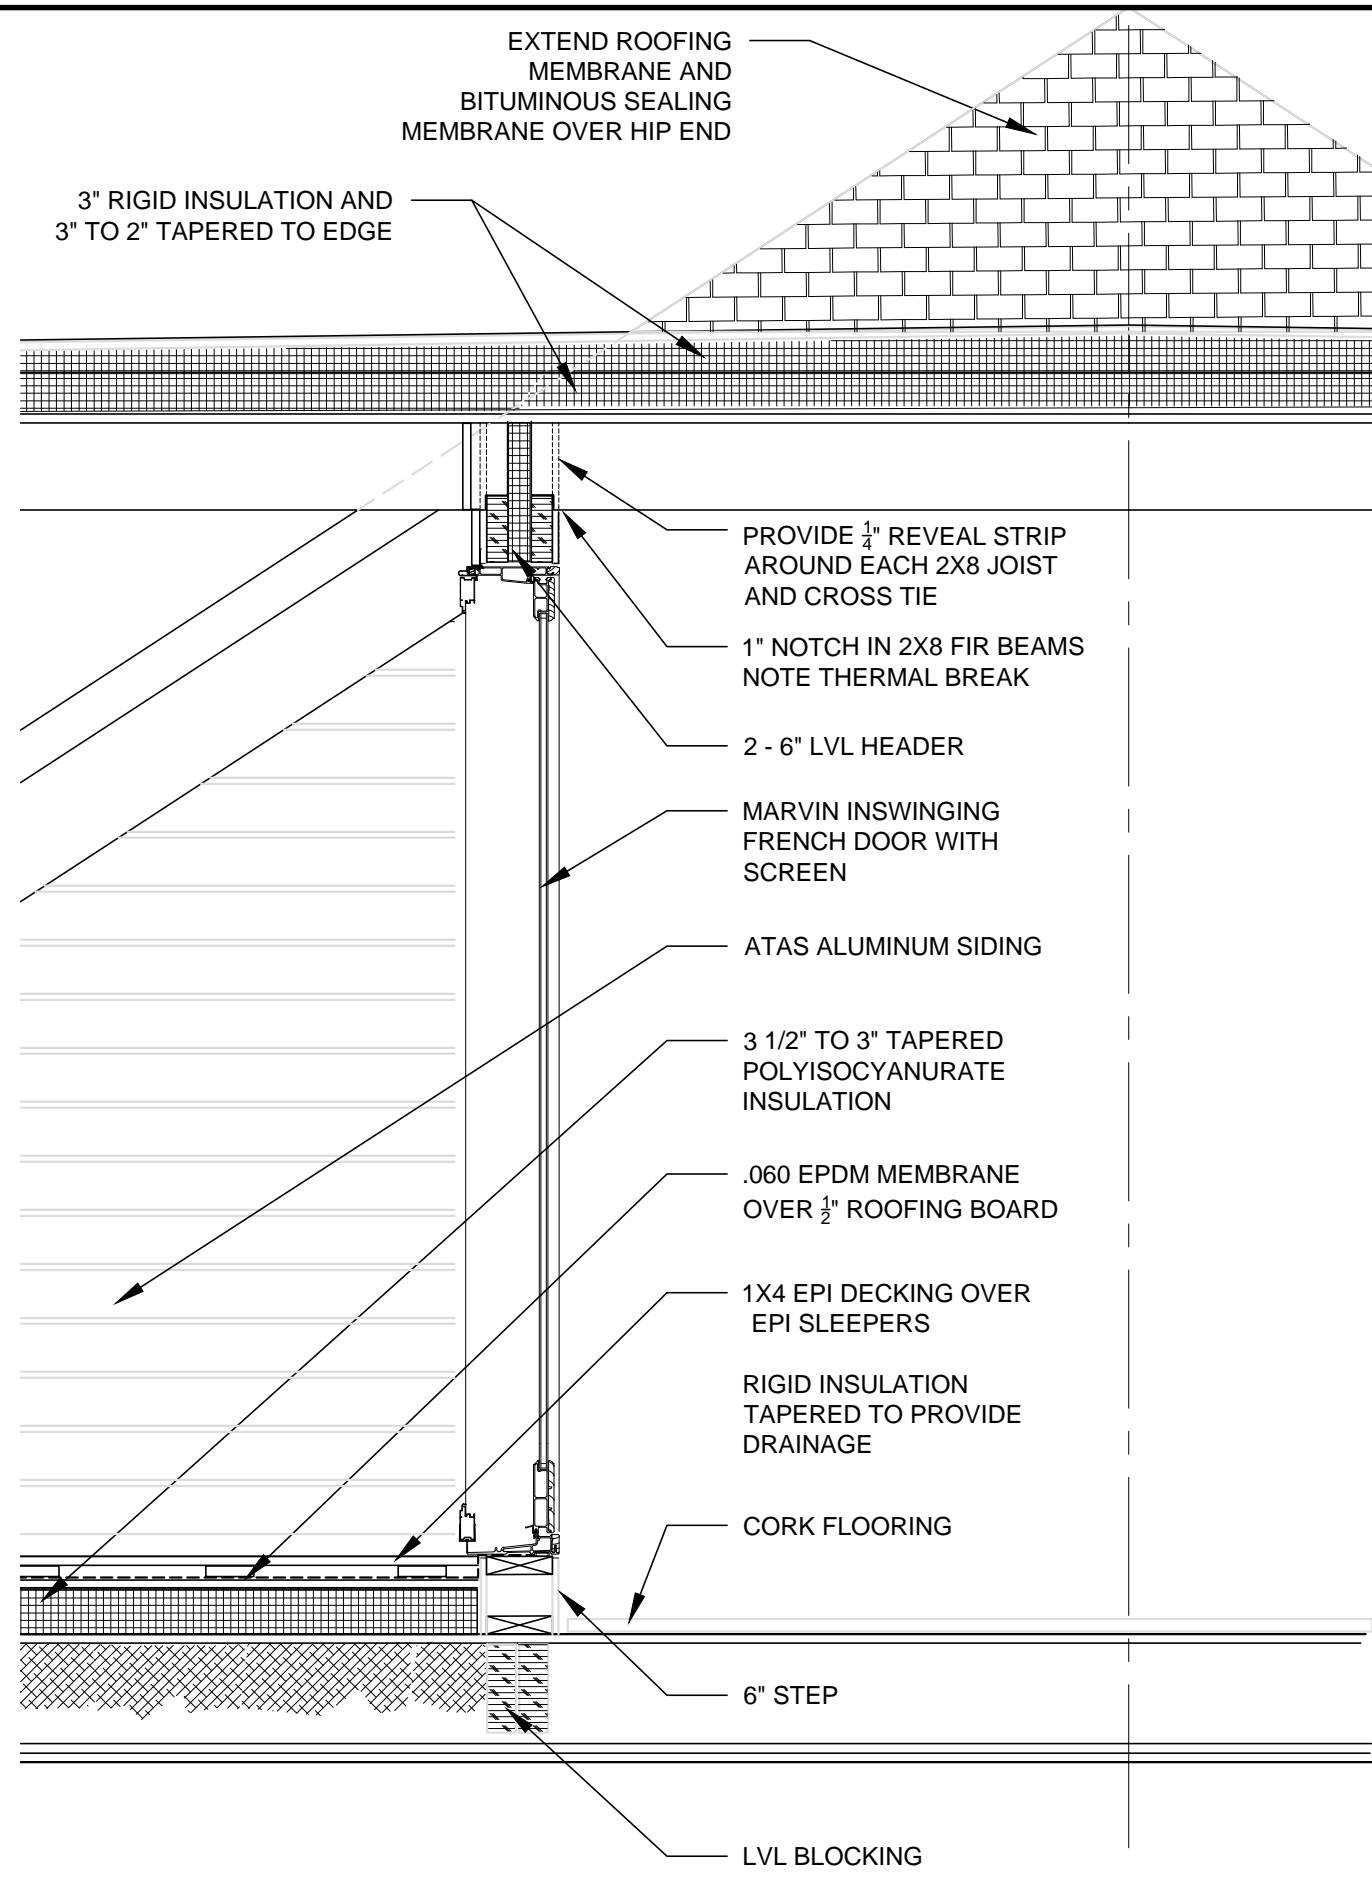 EXTEND ROOFING
MEMBRANE AND
BITUMINOUS SEALING
MEMBRANE OVER HIP END
3" RIGID INSULATION AND
3" TO 2" TAPERED TO EDGE
PROVIDE 1/4" REVEAL STRIP
AROUND EACH 2X8 JOIST
AND CROSS TIE
1" NOTCH IN 2X8 FIR BEAMS
NOTE THERMAL BREAK
2 - 6" LVL HEADER
MARVIN INSWINGING
FRENCH DOOR WITH
SCREEN
ATAS ALUMINUM SIDING
3 1/2" TO 3" TAPERED
POLYISOCYANURATE
INSULATION
.060 EPDM MEMBRANE
OVER 1/2" ROOFING BOARD
1X4 EPI DECKING OVER
EPI SLEEPERS
RIGID INSULATION
TAPERED TO PROVIDE
DRAINAGE
CORK FLOORING
6" STEP
LVL BLOCKING